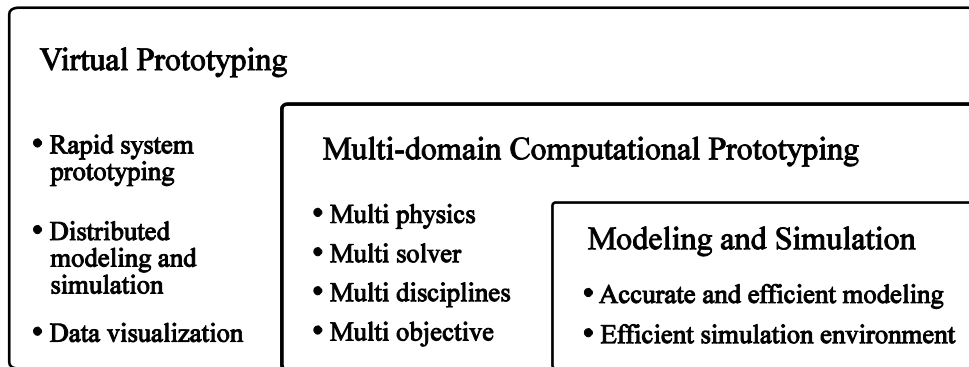 Virtual Prototyping
• Rapid system
prototyping
• Distributed
modeling and
simulation
• Data visualization
Multi-domain Computational Prototyping
• Multi physics
• Multi solver
• Multi disciplines
• Multi objective
Modeling and Simulation
• Accurate and efficient modeling
• Efficient simulation environment